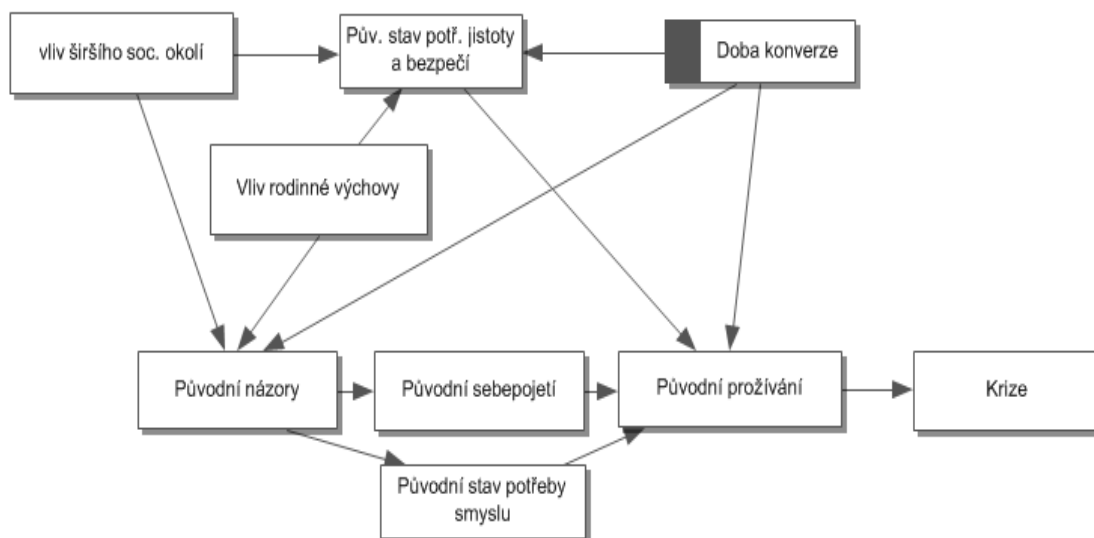 vliv širšího soc. okolí
Pův. stav potř. jistoty
a bezpečí
Doba konverze
Vliv rodinné výchovy
Původní názory
Původní sebepojetí
Původní prožívání
Krize
Původní stav potřeby
smyslu